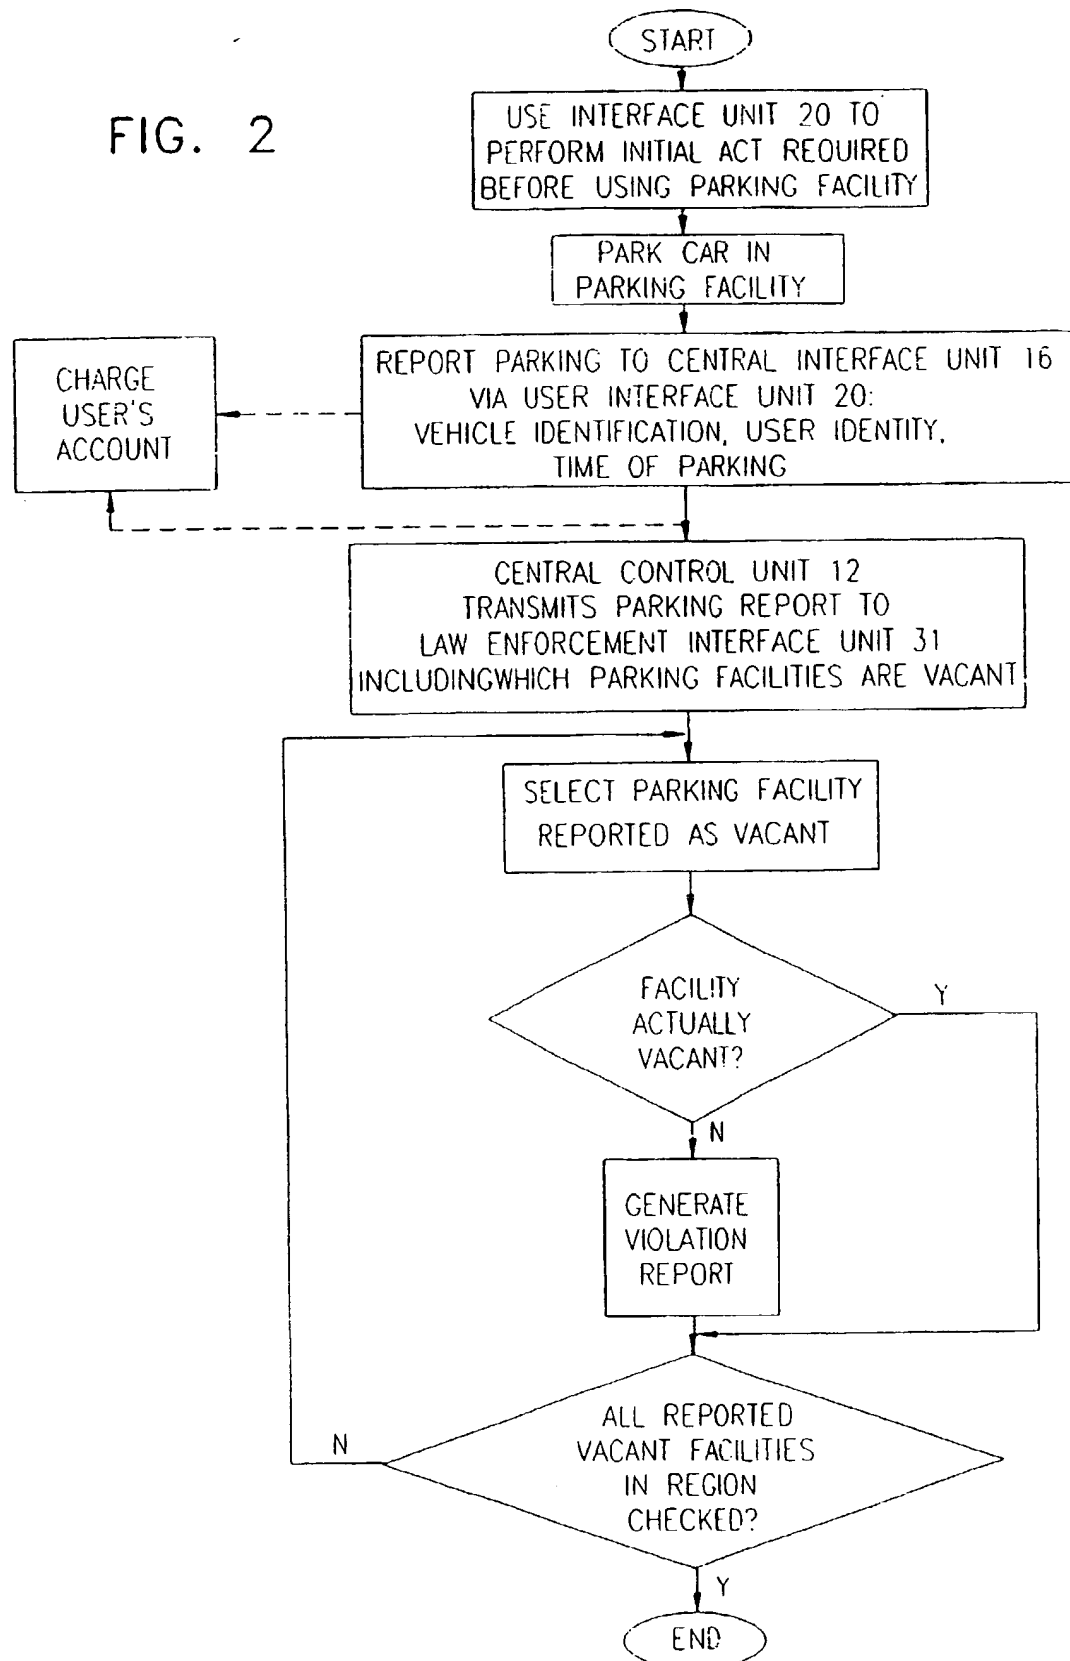 START
FIG. 2
USE INTERFACE UNIT 20 TO
PERFORM INITIAL ACT REQUIRED
BEFORE USING PARKING FACILITY
PARK CAR IN
PARKING FACILITY
REPORT PARKING TO CENTRAL INTERFACE UNIT 16
VIA USER INTERFACE UNIT 20:
VEHICLE IDENTIFICATION, USER IDENTITY,
TIME OF PARKING
CHARGE
USER'S
ACCOUNT
CENTRAL CONTROL UNIT 12
TRANSMITS PARKING REPORT TO
LAW ENFORCEMENT INTERFACE UNIT 31
INCLUDINGWHICH PARKING FACILITIES ARE VACANT
SELECT PARKING FACILITY
REPORTED AS VACANT
FACILITY
ACTUALLY
VACANT?
Y
N
GENERATE
VIOLATION
REPORT
ALL REPORTED
VACANT FACILITIES
IN REGION
CHECKED?
N
Y
END